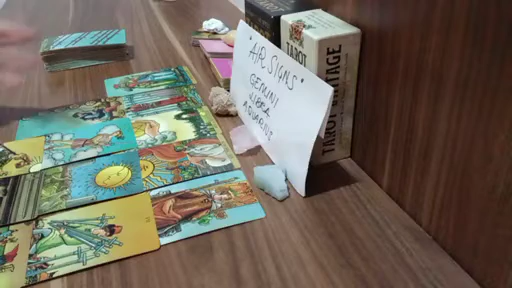 "AIR SIGNS"
GEMINI
LIBRA
AQUARIUS
TAROT
VINTAGE
TAROT